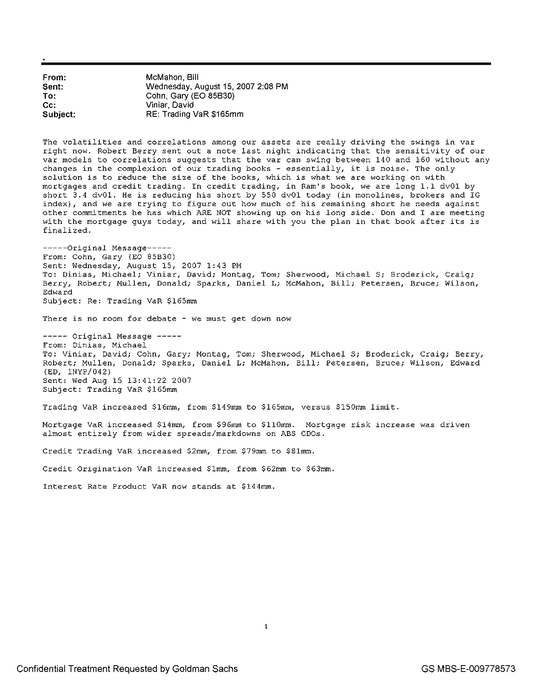 From: McMahon, Bill
Sent: Wednesday, August 15, 2007 2:08 PM
To: Cohn, Gary (EO 85B30)
Cc: Viniar, David
Subject: RE: Trading VaR $165mm
The volatilities and correlations among our assets are really driving the swings in var
right now. Robert Berry sent out a note last night indicating that the sensitivity of our
var models to correlations suggests that the var can swing between 140 and 160 without any
changes in the complexion of our trading books - essentially, it is noise. The only
solution is to reduce the size of the books, which is what we are working on with
mortgages and credit trading. In credit trading, in Ram's book, we are long 1.1 dv01 by
short 3.4 dv01. He is reducing his short by 550 dv01 today (in monolines, brokers and IG
index), and we are trying to figure out how much of his remaining short he needs against
other commitments he has which ARE NOT showing up on his long side. Don and I are meeting
with the mortgage guys today, and will share with you the plan in that book after its is
finalized.
-----Original Message-----
From: Cohn, Gary (EO 85B30)
Sent: Wednesday, August 15, 2007 1:43 PM
To: Dinias, Michael; Viniar, David; Montag, Tom; Sherwood, Michael S; Broderick, Craig;
Berry, Robert; Mullen, Donald; Sparks, Daniel L; McMahon, Bill; Petersen, Bruce; Wilson,
Edward
Subject: Re: Trading VaR $165mm
There is no room for debate - we must get down now
----- Original Message -----
From: Dinias, Michael
To: Viniar, David; Cohn, Gary; Montag, Tom; Sherwood, Michael S; Broderick, Craig; Berry,
Robert; Mullen, Donald; Sparks, Daniel L; McMahon, Bill; Petersen, Bruce; Wilson, Edward
(ED, 1NYP/042)
Sent: Wed Aug 15 13:41:22 2007
Subject: Trading VaR $165mm
Trading VaR increased $16mm, from $149mm to $165mm, versus $150mm limit.
Mortgage VaR increased $14mm, from $96mm to $110mm. Mortgage risk increase was driven
almost entirely from wider spreads/markdowns on ABS CDOs.
Credit Trading VaR increased $2mm, from $79mm to $81mm.
Credit Origination VaR increased $1mm, from $62mm to $63mm.
Interest Rate Product VaR now stands at $144mm.
1
Confidential Treatment Requested by Goldman Sachs GS MBS-E-009778573